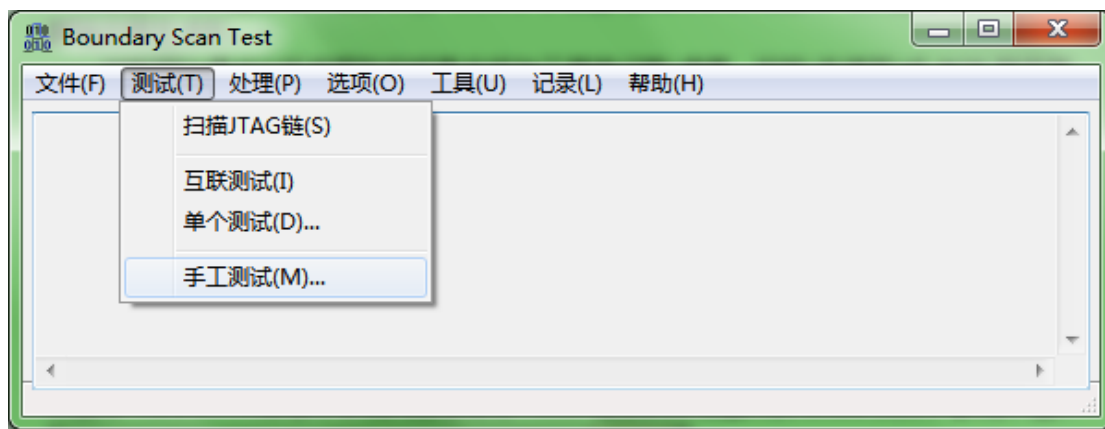 Boundary Scan Test
文件(F) 测试(T) 处理(P) 选项(O) 工具(U) 记录(L) 帮助(H)
扫描JTAG链(S)
互联测试(I)
单个测试(D)...
手工测试(M)...